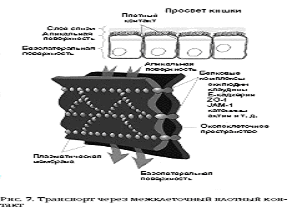 Просвет кишки
Плотный
контакт
Слой слизи
Апикальная
поверхность
Базолатеральная
поверхность
Апикальная
поверхность
Белковые
комплексы
окклюдин
клаудины
E-кадгерин
ZO-1
JAM-1
катенины
актин и т. д.
Околоклеточное
пространство
Плазматическая
мембрана
Базолатеральная
поверхность
Рис. 7. Транспорт через межклеточный плотный кон-
такт